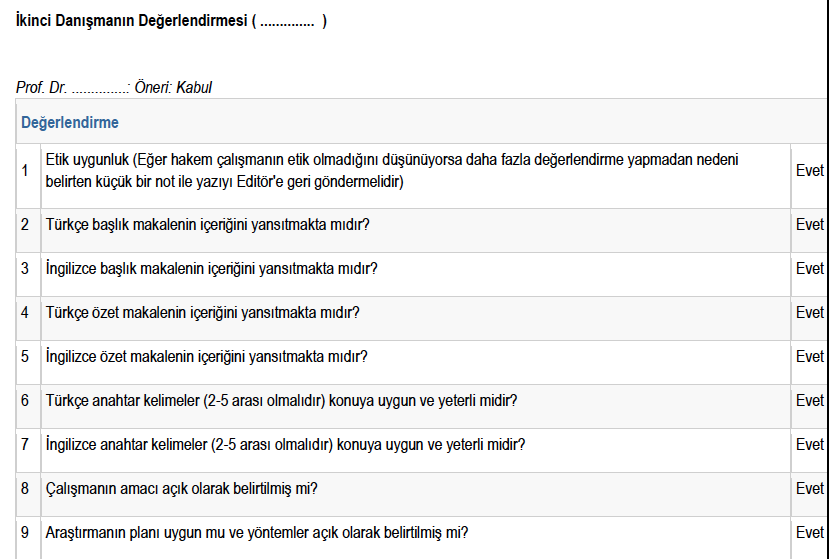 İkinci Danışmanın Değerlendirmesi ( .............. )
Prof. Dr. ..............: Öneri: Kabul
Değerlendirme
1 Etik uygunluk (Eğer hakem çalışmanın etik olmadığını düşünüyorsa daha fazla değerlendirme yapmadan nedeni Evet
belirten küçük bir not ile yazıyı Editör'e geri göndermelidir)
2 Türkçe başlık makalenin içeriğini yansıtmakta mıdır? Evet
3 İngilizce başlık makalenin içeriğini yansıtmakta mıdır? Evet
4 Türkçe özet makalenin içeriğini yansıtmakta mıdır? Evet
5 İngilizce özet makalenin içeriğini yansıtmakta mıdır? Evet
6 Türkçe anahtar kelimeler (2-5 arası olmalıdır) konuya uygun ve yeterli midir? Evet
7 İngilizce anahtar kelimeler (2-5 arası olmalıdır) konuya uygun ve yeterli midir? Evet
8 Çalışmanın amacı açık olarak belirtilmiş mi? Evet
9 Araştırmanın planı uygun mu ve yöntemler açık olarak belirtilmiş mi? Evet